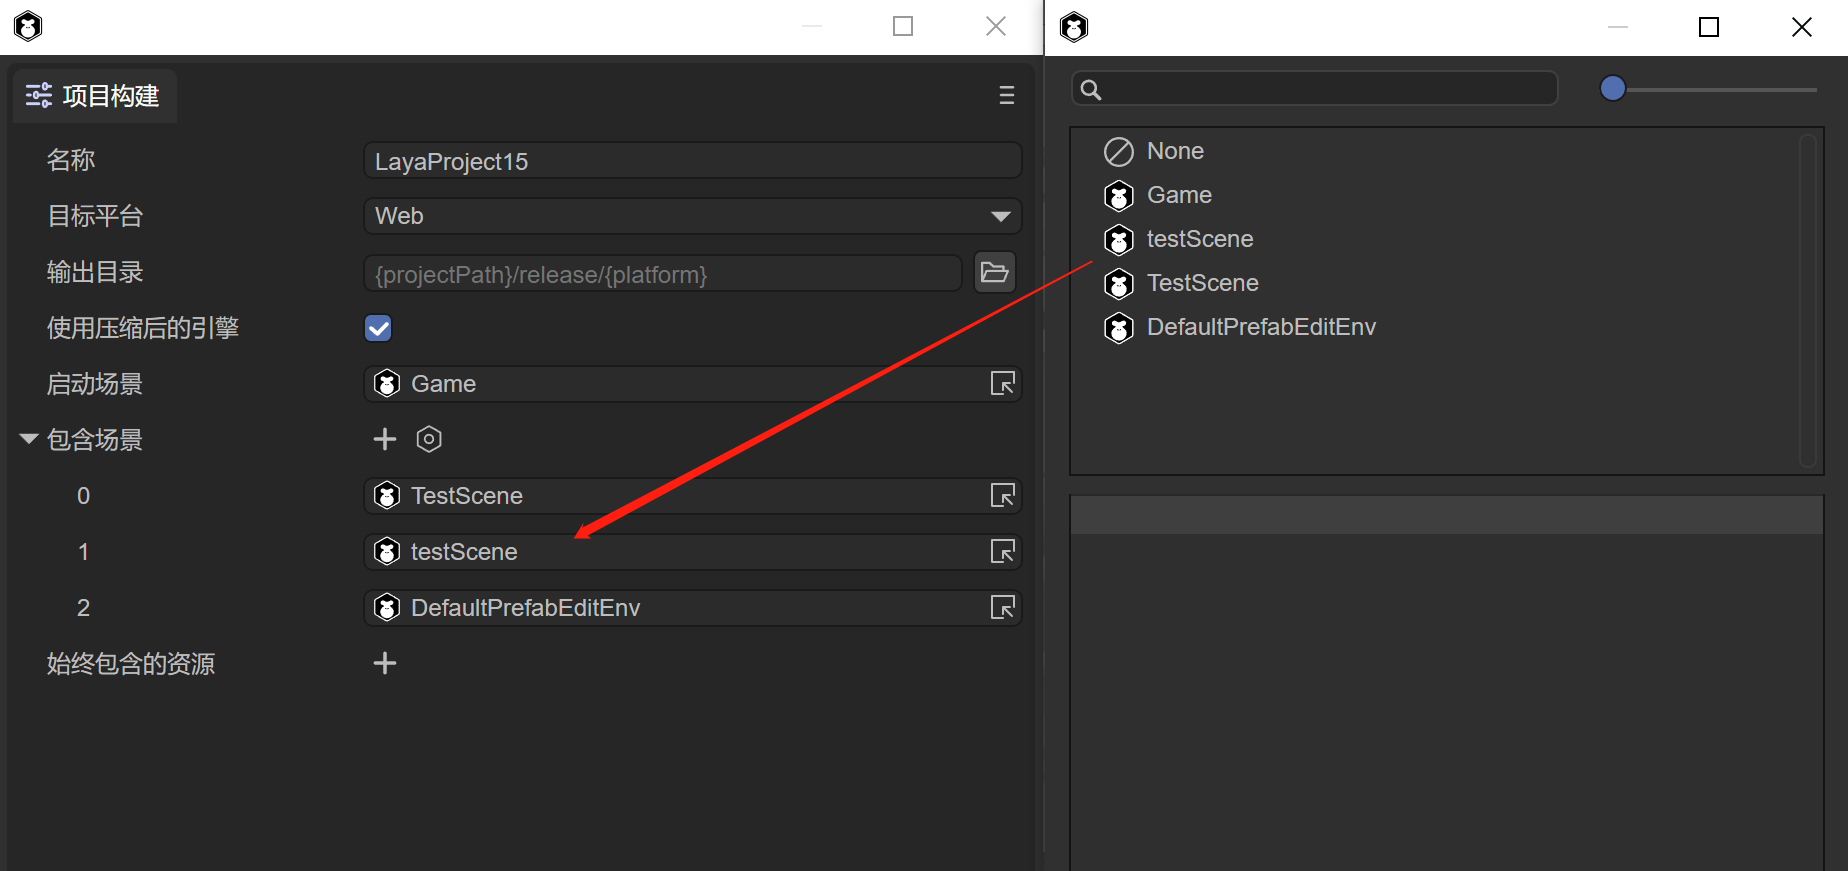 项目构建
名称
LayaProject15
目标平台
Web
输出目录
{projectPath}/release/{platform}
使用压缩后的引擎
启动场景
Game
包含场景
0
TestScene
1
testScene
2
DefaultPrefabEditEnv
始终包含的资源
None
Game
testScene
TestScene
DefaultPrefabEditEnv